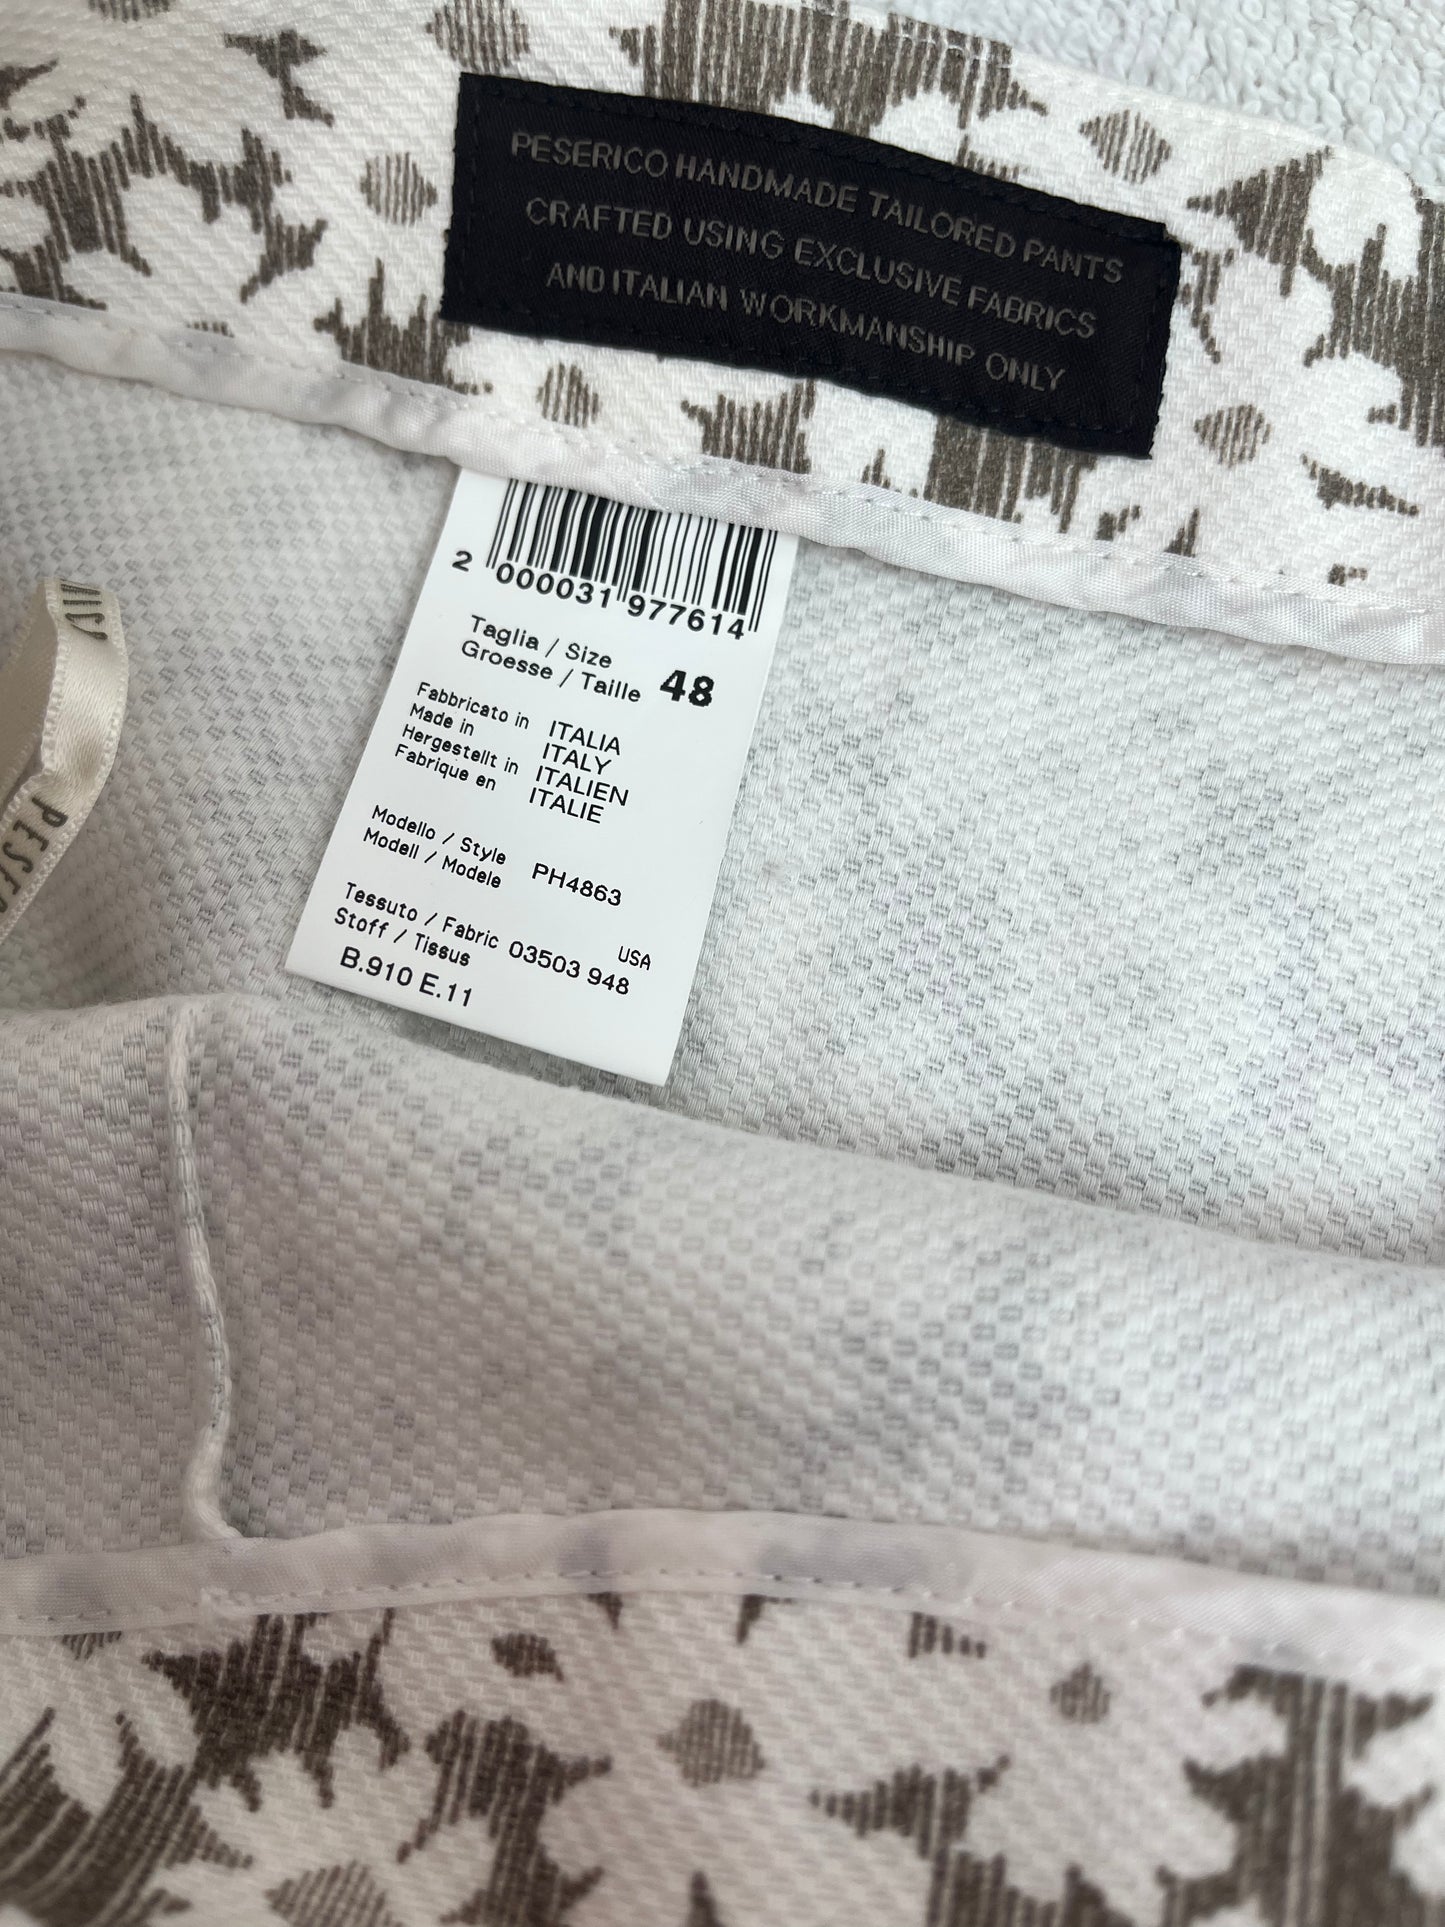 PESERICO HANDMADE TAILORED PANTS
CRAFTED USING EXCLUSIVE FABRICS
AND ITALIAN WORKMANSHIP ONLY
2 000031 977614
Taglia / Size
Groesse / Taille 48
Fabbricato in ITALIA
Made in ITALY
Hergestellt in ITALIEN
Fabrique en ITALIE
Modello / Style
Modell / Modele PH4863
Tessuto / Fabric USA
Stoff / Tissus 03503 948
B.910 E.11